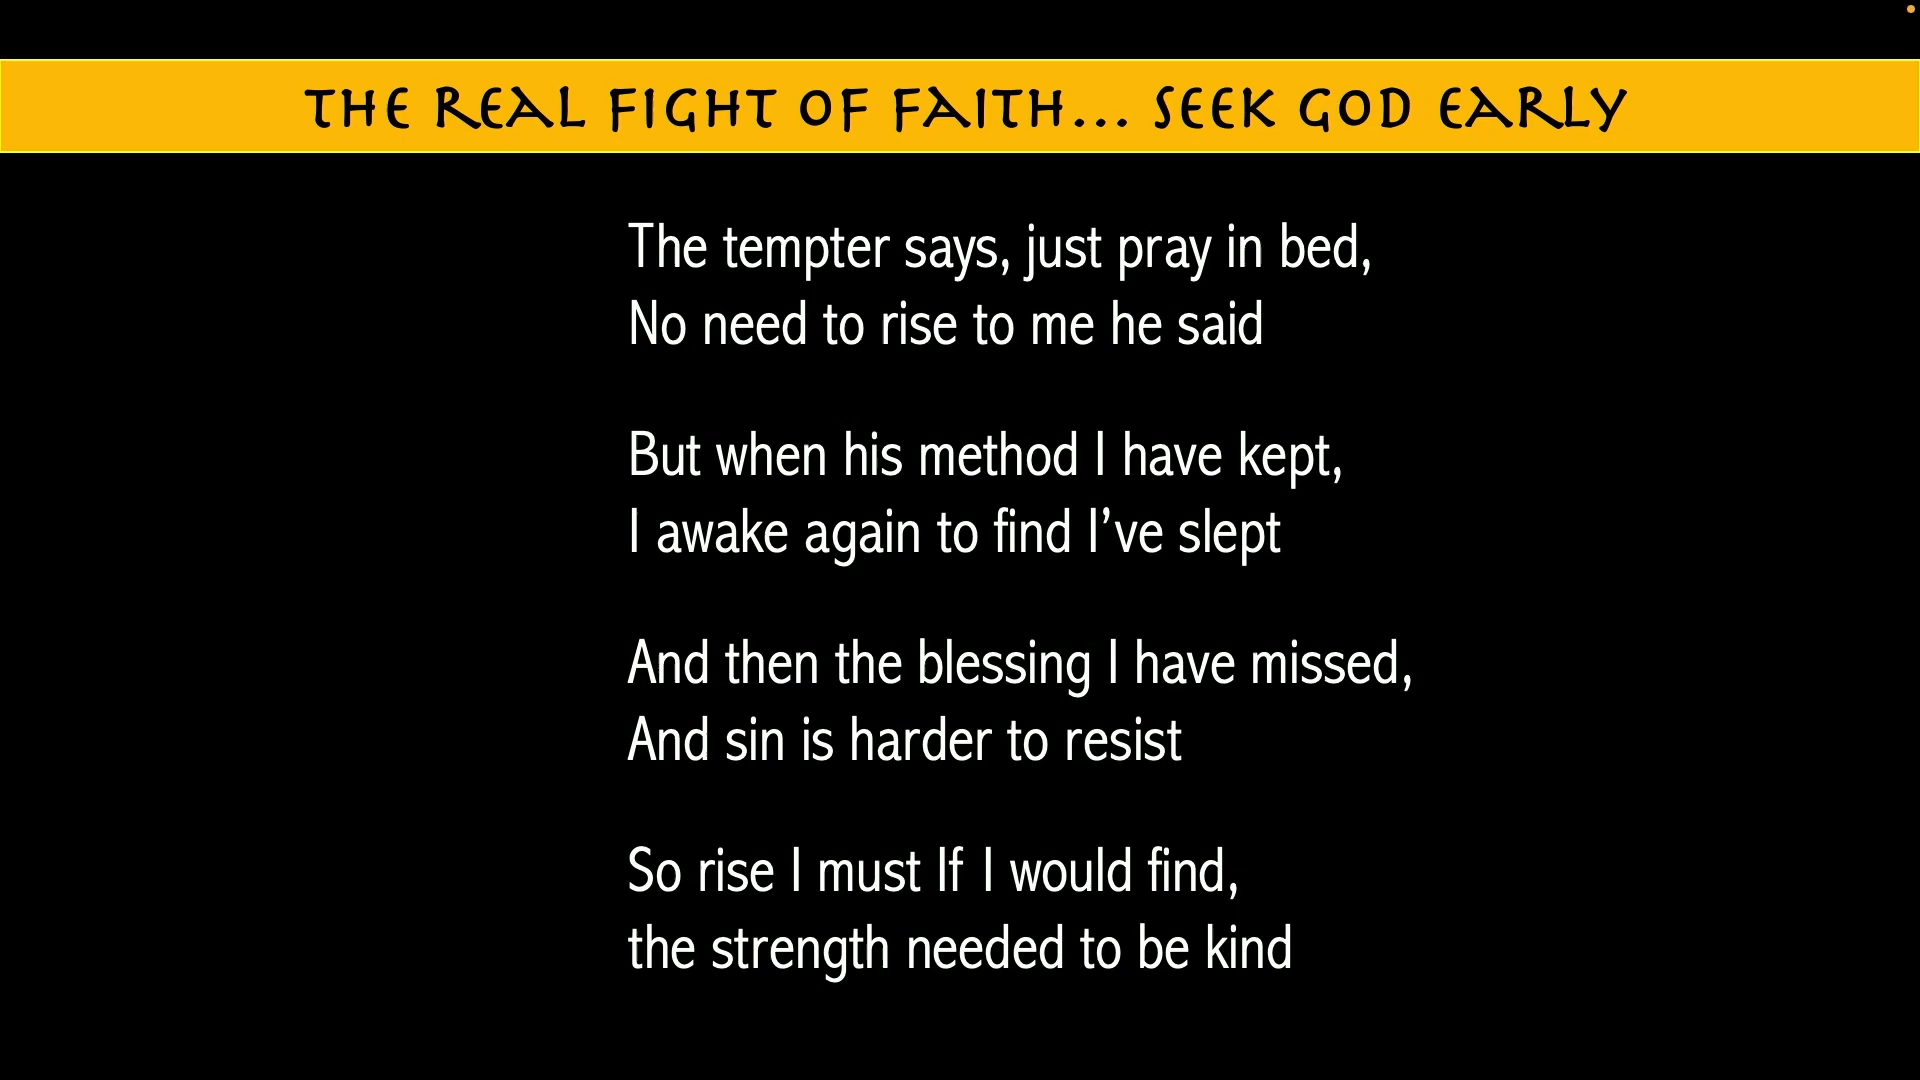 THE REAL FIGHT OF FAITH... SEEK GOD EARLY
The tempter says, just pray in bed,
No need to rise to me he said
But when his method I have kept,
I awake again to find I’ve slept
And then the blessing I have missed,
And sin is harder to resist
So rise I must If I would find,
the strength needed to be kind